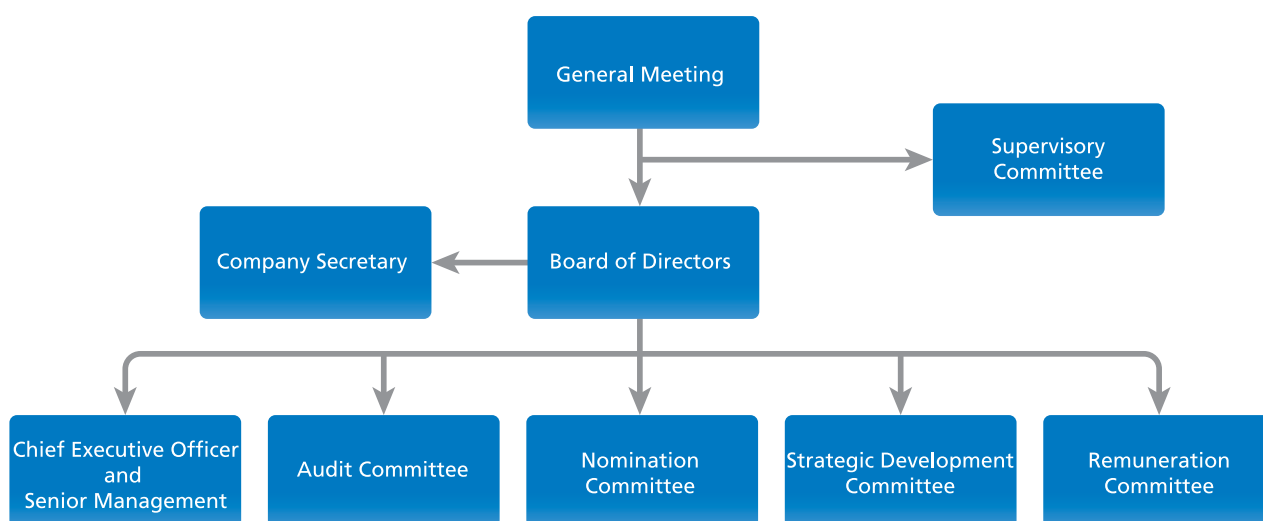 General Meeting
Supervisory
Committee
Company Secretary
Board of Directors
Chief Executive Officer
and
Senior Management
Audit Committee
Nomination
Committee
Strategic Development
Committee
Remuneration
Committee